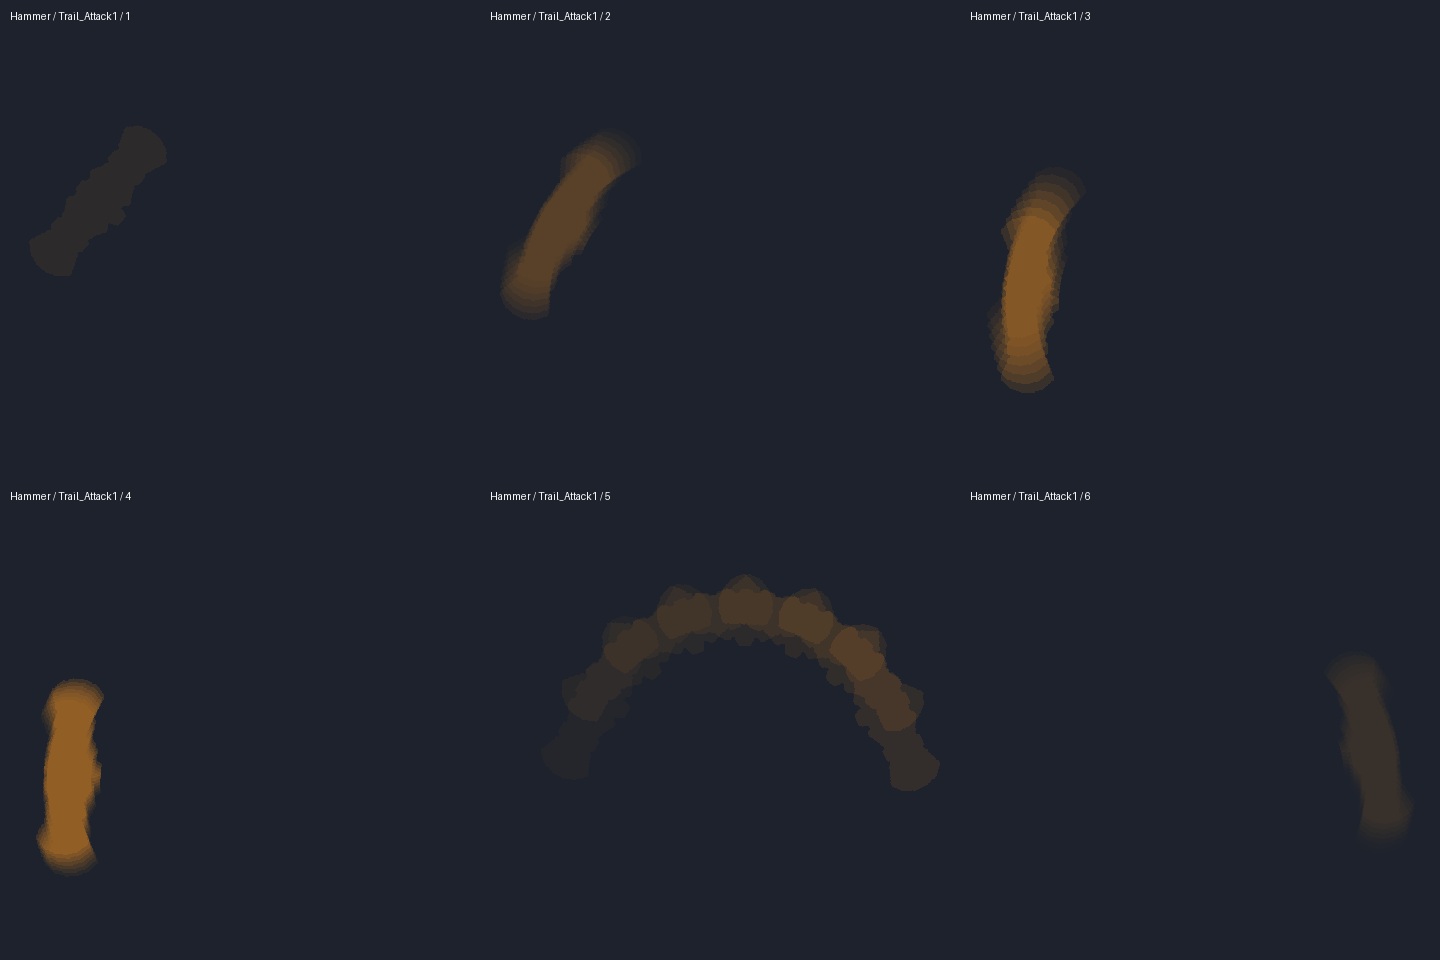 Hammer / Trail_Attack1 / 1
Hammer / Trail_Attack1 / 2
Hammer / Trail_Attack1 / 3
Hammer / Trail_Attack1 / 4
Hammer / Trail_Attack1 / 5
Hammer / Trail_Attack1 / 6